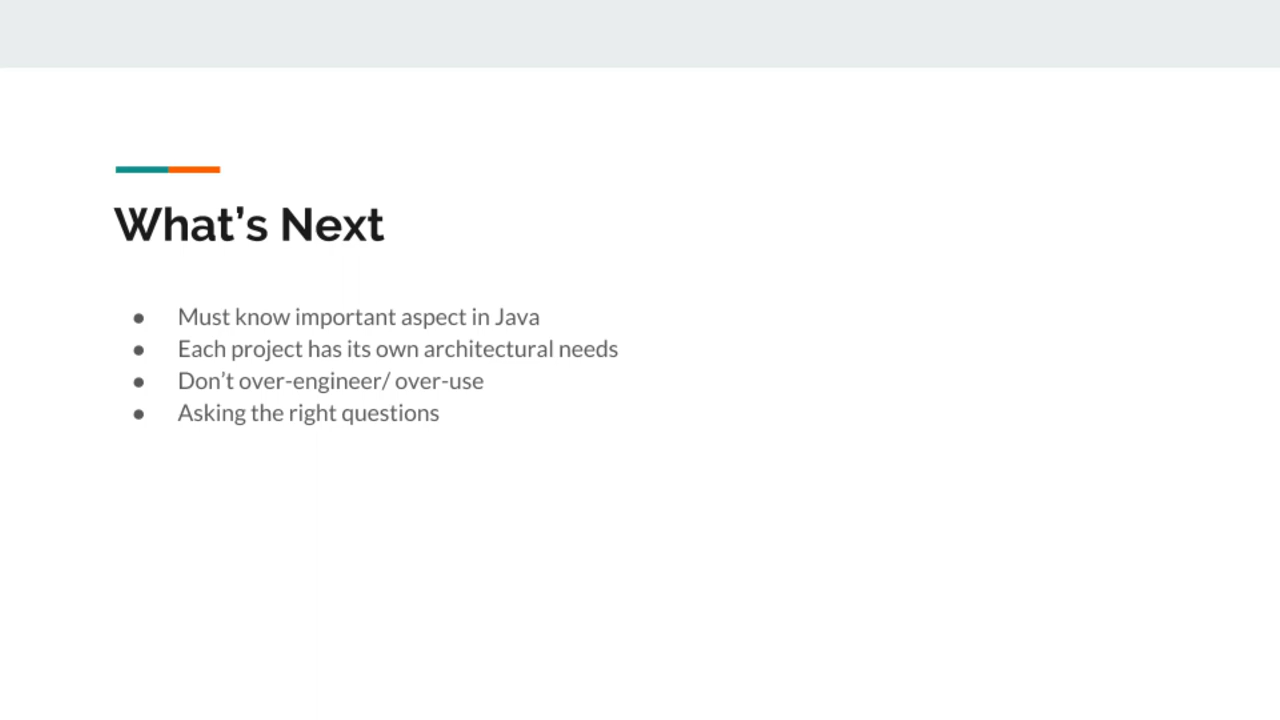 What’s Next
● Must know important aspect in Java
● Each project has its own architectural needs
● Don’t over-engineer/ over-use
● Asking the right questions